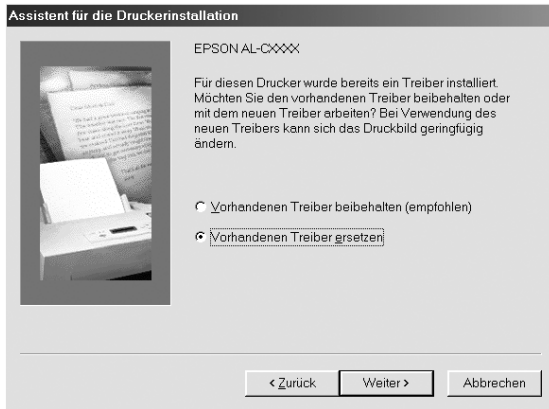 Assistent für die Druckerinstallation
EPSON AL-CXXXX
Für diesen Drucker wurde bereits ein Treiber installiert.
Möchten Sie den vorhandenen Treiber beibehalten oder
mit dem neuen Treiber arbeiten? Bei Verwendung des
neuen Treibers kann sich das Druckbild geringfügig
ändern.
Vorhandenen Treiber beibehalten (empfohlen)
Vorhandenen Treiber ersetzen
< Zurück
Weiter >
Abbrechen